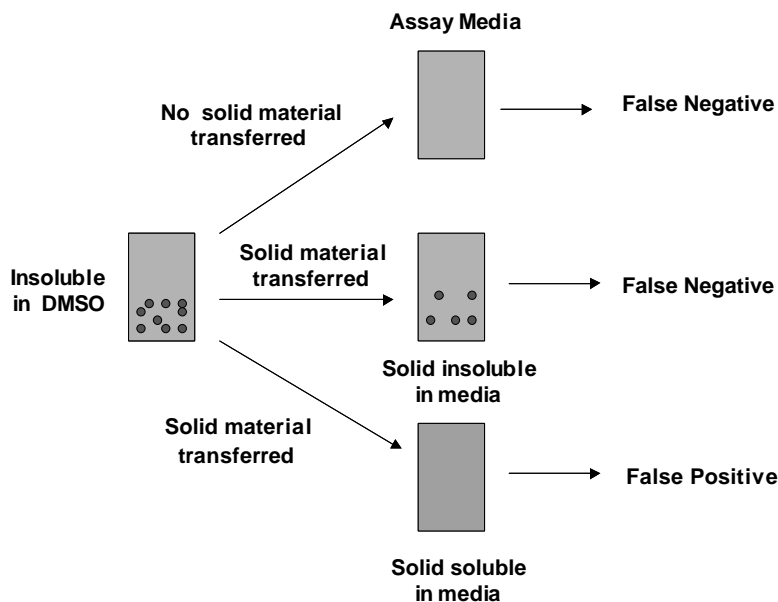 Assay Media
No solid material
transferred
False Negative
Insoluble
in DMSO
Solid material
transferred
False Negative
Solid insoluble
in media
Solid material
transferred
False Positive
Solid soluble
in media